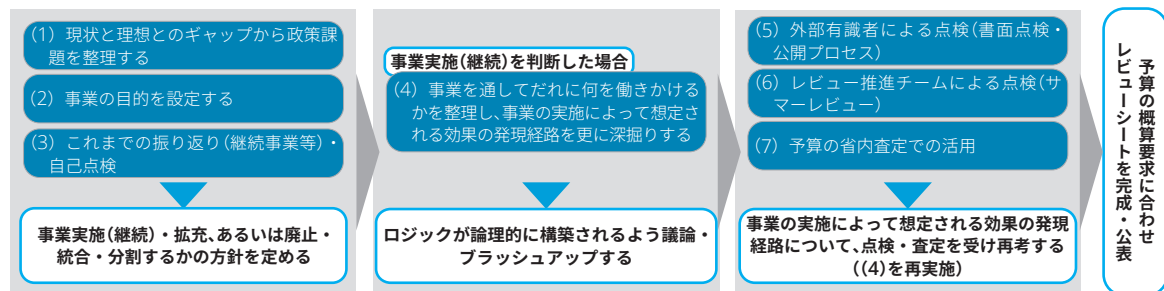 (1) 現状と理想とのギャップから政策課
題を整理する
(2) 事業の目的を設定する
(3) これまでの振り返り(継続事業等)・
自己点検
事業実施(継続)・拡充、あるいは廃止・
統合・分割するかの方針を定める
事業実施(継続)を判断した場合
(4) 事業を通してだれに何を働きかける
かを整理し、事業の実施によって想定さ
れる効果の発現経路を更に深掘りする
ロジックが論理的に構築されるよう議論・
ブラッシュアップする
(5) 外部有識者による点検(書面点検・
公開プロセス)
(6) レビュー推進チームによる点検(サ
マーレビュー)
(7) 予算の省内査定での活用
事業の実施によって想定される効果の発現
経路について、点検・査定を受け再考する
((4)を再実施)
予算の概算要求に合わせ
レビューシートを完成・公表